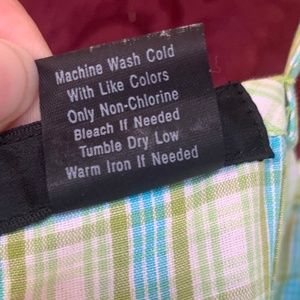 Machine Wash Cold
With Like Colors
Only Non-Chlorine
Bleach If Needed
Tumble Dry Low
Warm Iron If Needed